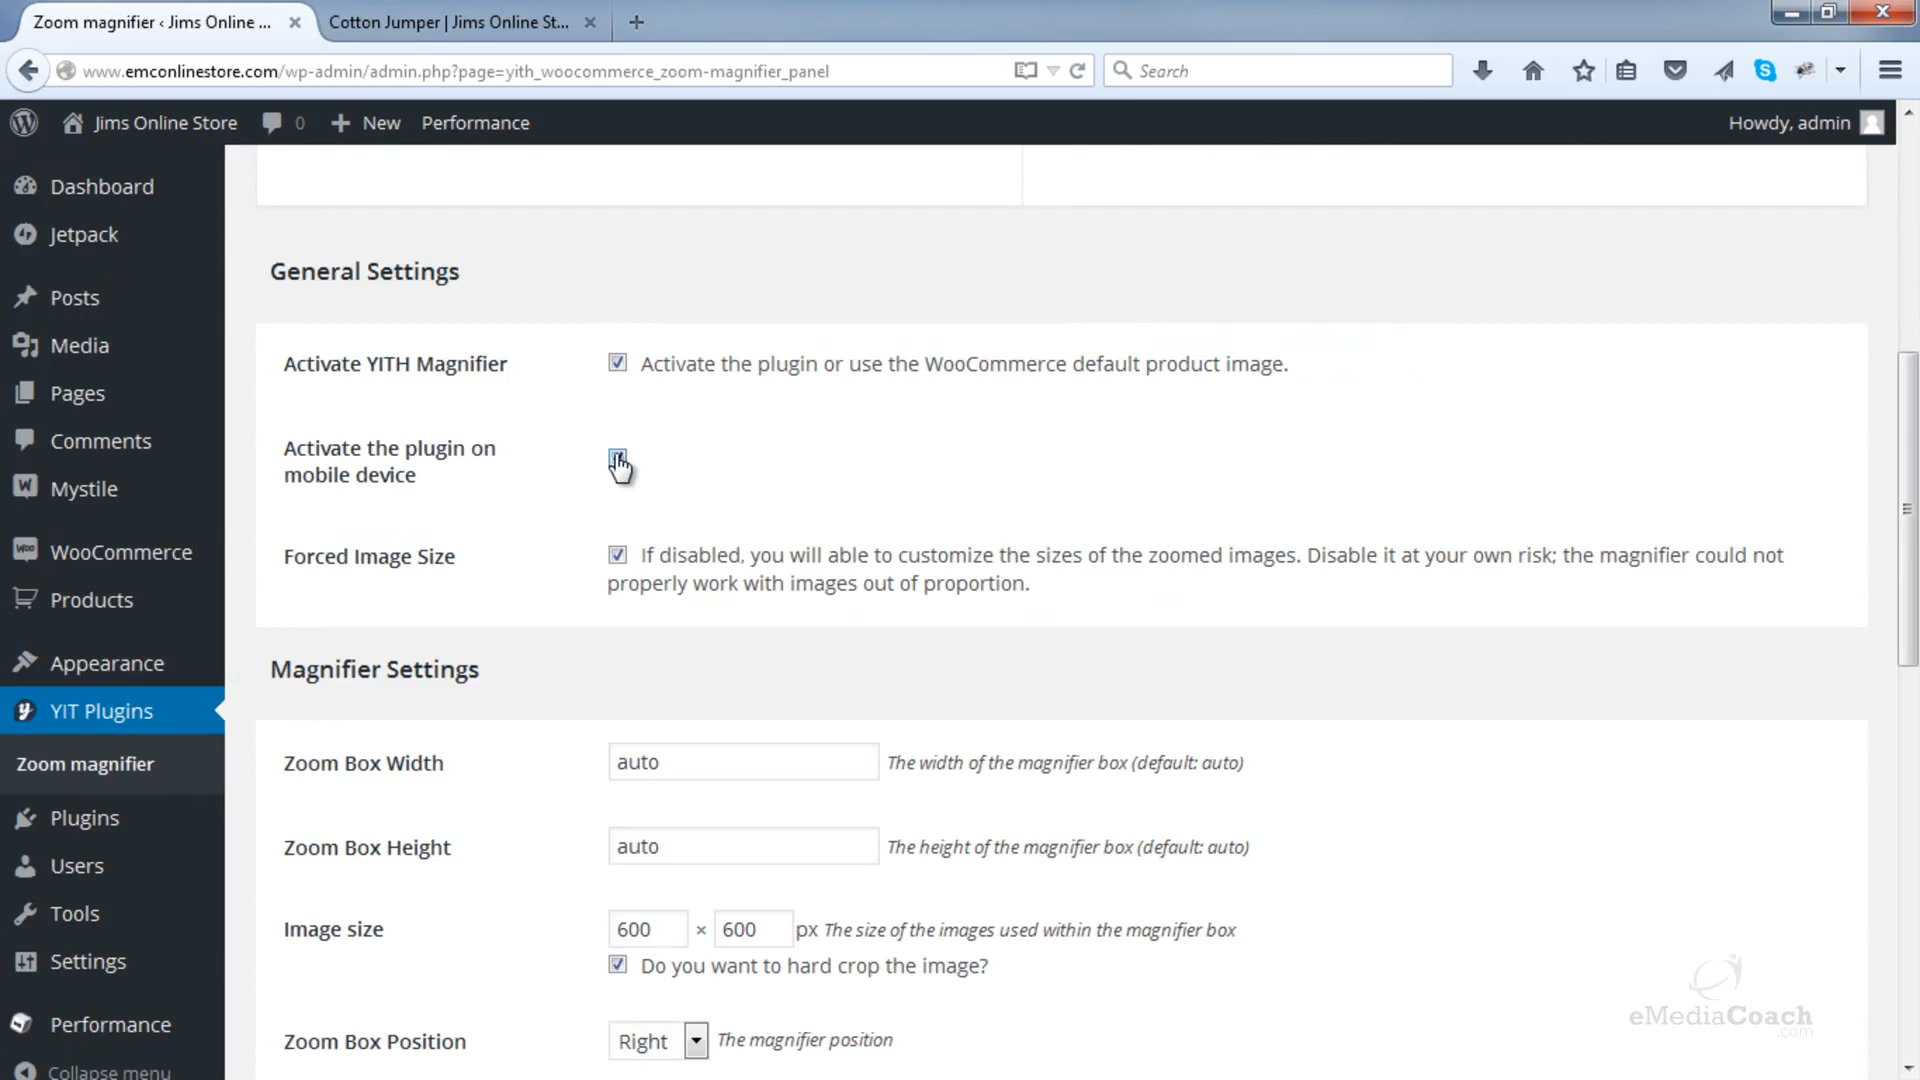 Zoom magnifier ‹ Jims Online ...
Cotton Jumper | Jims Online St...
www.emconlinestore.com/wp-admin/admin.php?page=yith_woocommerce_zoom-magnifier_panel
Search
Jims Online Store
0
New
Performance
Howdy, admin
Dashboard
Jetpack
Posts
Media
Pages
Comments
Mystile
WooCommerce
Products
Appearance
YIT Plugins
Zoom magnifier
Plugins
Users
Tools
Settings
Performance
Collapse menu
General Settings
Activate YITH Magnifier
Activate the plugin or use the WooCommerce default product image.
Activate the plugin on
mobile device
Forced Image Size
If disabled, you will able to customize the sizes of the zoomed images. Disable it at your own risk; the magnifier could not
properly work with images out of proportion.
Magnifier Settings
Zoom Box Width
auto
The width of the magnifier box (default: auto)
Zoom Box Height
auto
The height of the magnifier box (default: auto)
Image size
600 × 600 px The size of the images used within the magnifier box
Do you want to hard crop the image?
Zoom Box Position
Right
The magnifier position
eMediaCoach
.com